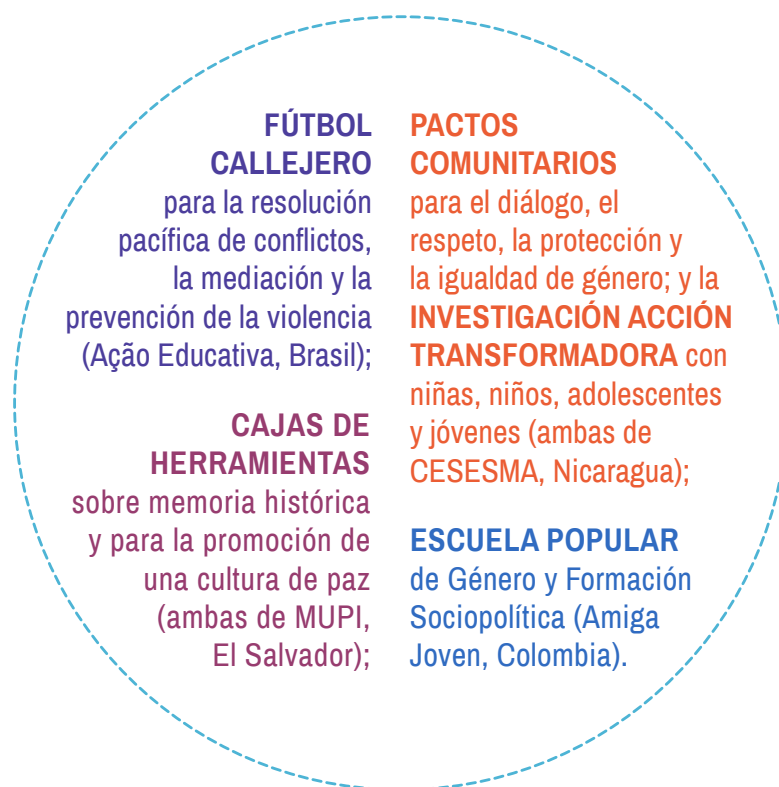 FÚTBOL
CALLEJERO
para la resolución
pacífica de conflictos,
la mediación y la
prevención de la violencia
(Ação Educativa, Brasil);
CAJAS DE
HERRAMIENTAS
sobre memoria histórica
y para la promoción de
una cultura de paz
(ambas de MUPI,
El Salvador);
PACTOS
COMUNITARIOS
para el diálogo, el
respeto, la protección y
la igualdad de género; y la
INVESTIGACIÓN ACCIÓN
TRANSFORMADORA con
niñas, niños, adolescentes
y jóvenes (ambas de
CESESMA, Nicaragua);
ESCUELA POPULAR
de Género y Formación
Sociopolítica (Amiga
Joven, Colombia).